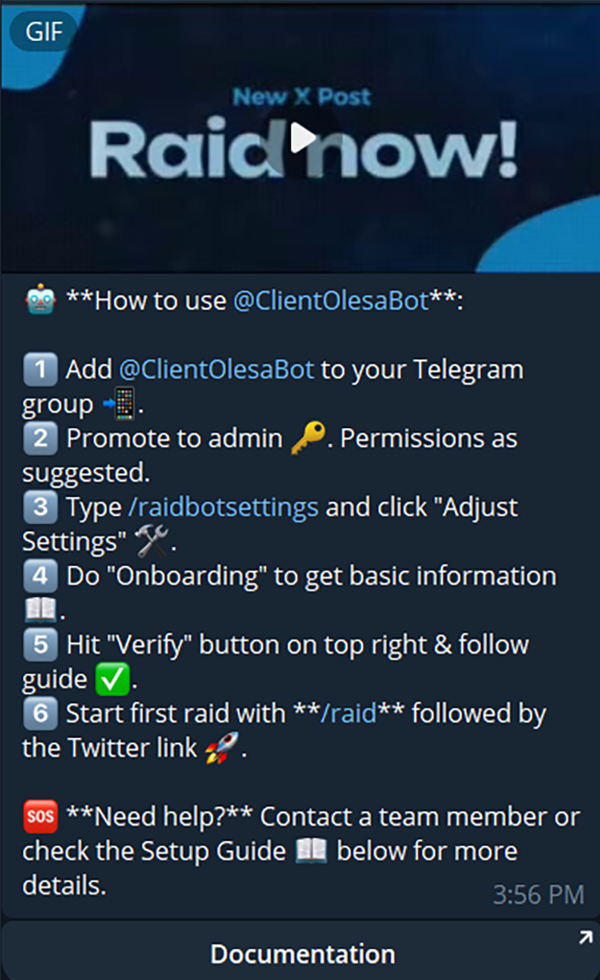 GIF
New X Post
Raid now!
🤖 **How to use @ClientOlesaBot**:
1️⃣ Add @ClientOlesaBot to your Telegram
group 📲.
2️⃣ Promote to admin 🔑. Permissions as
suggested.
3️⃣ Type /raidbotsettings and click "Adjust
Settings" 🛠️.
4️⃣ Do "Onboarding" to get basic information
📖.
5️⃣ Hit "Verify" button on top right & follow
guide ✅.
6️⃣ Start first raid with **/raid** followed by
the Twitter link 🚀.
🆘 **Need help?** Contact a team member or
check the Setup Guide 📖 below for more
details.
3:56 PM
Documentation